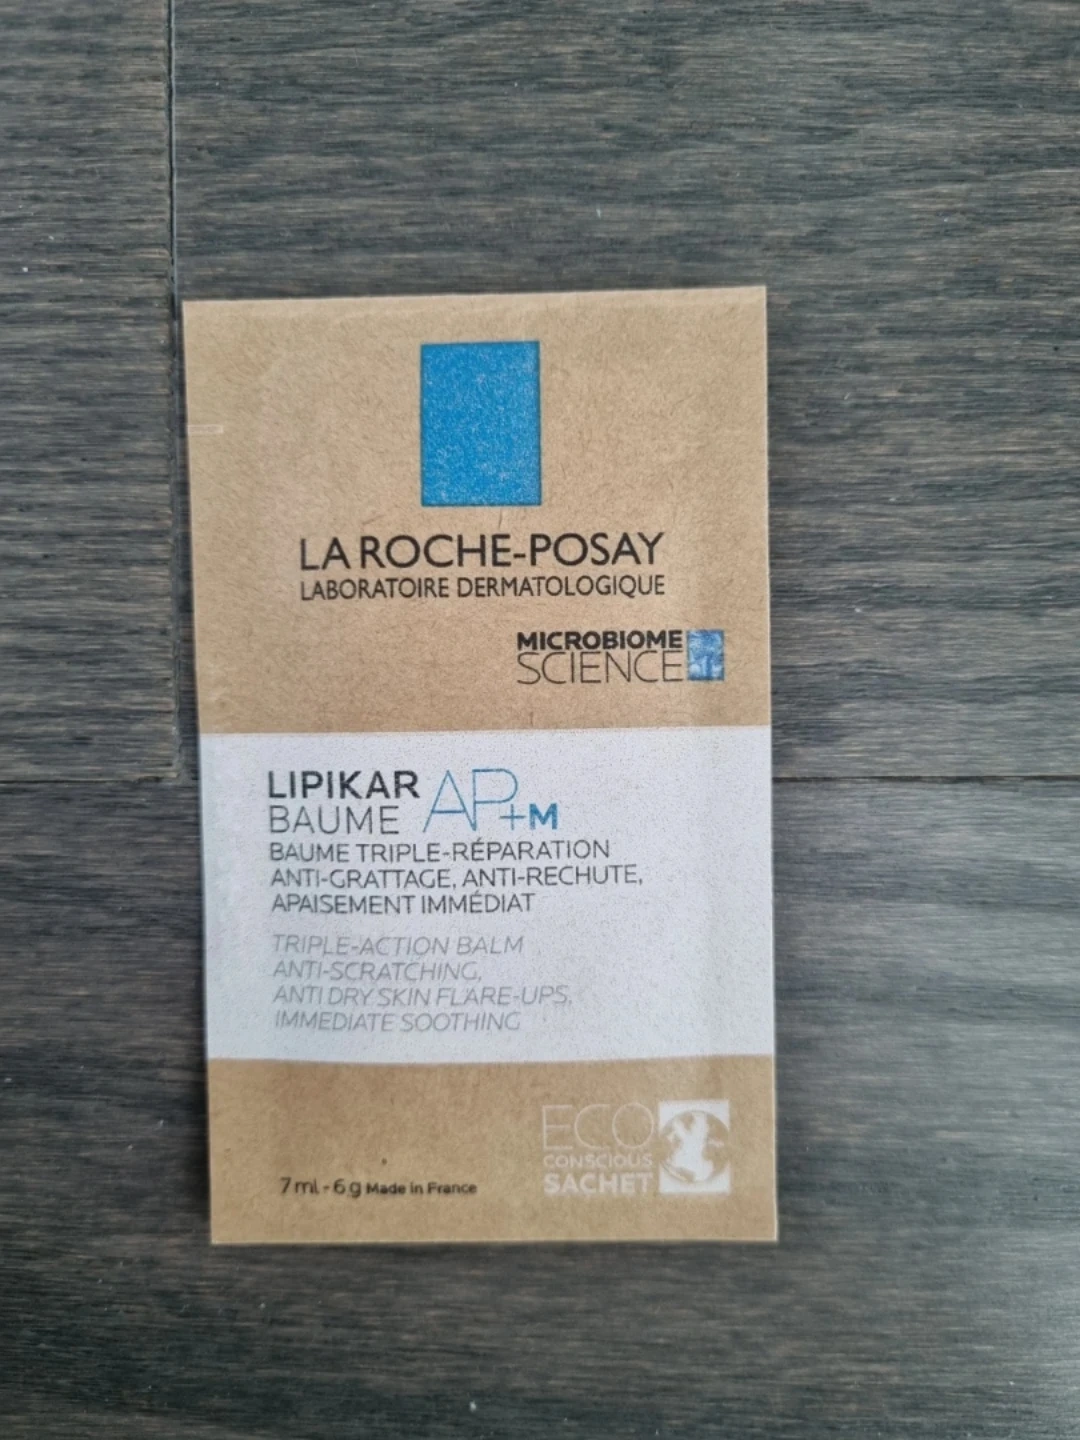 LA ROCHE-POSAY
LABORATOIRE DERMATOLOGIQUE
MICROBIOME
SCIENCE
LIPIKAR
BAUME AP+M
BAUME TRIPLE-RÉPARATION
ANTI-GRATTAGE, ANTI-RECHUTE,
APAISEMENT IMMÉDIAT
TRIPLE-ACTION BALM
ANTI-SCRATCHING,
ANTI DRY SKIN FLARE-UPS,
IMMEDIATE SOOTHING
ECO
CONSCIOUS
SACHET
7 ml - 6 g Made in France